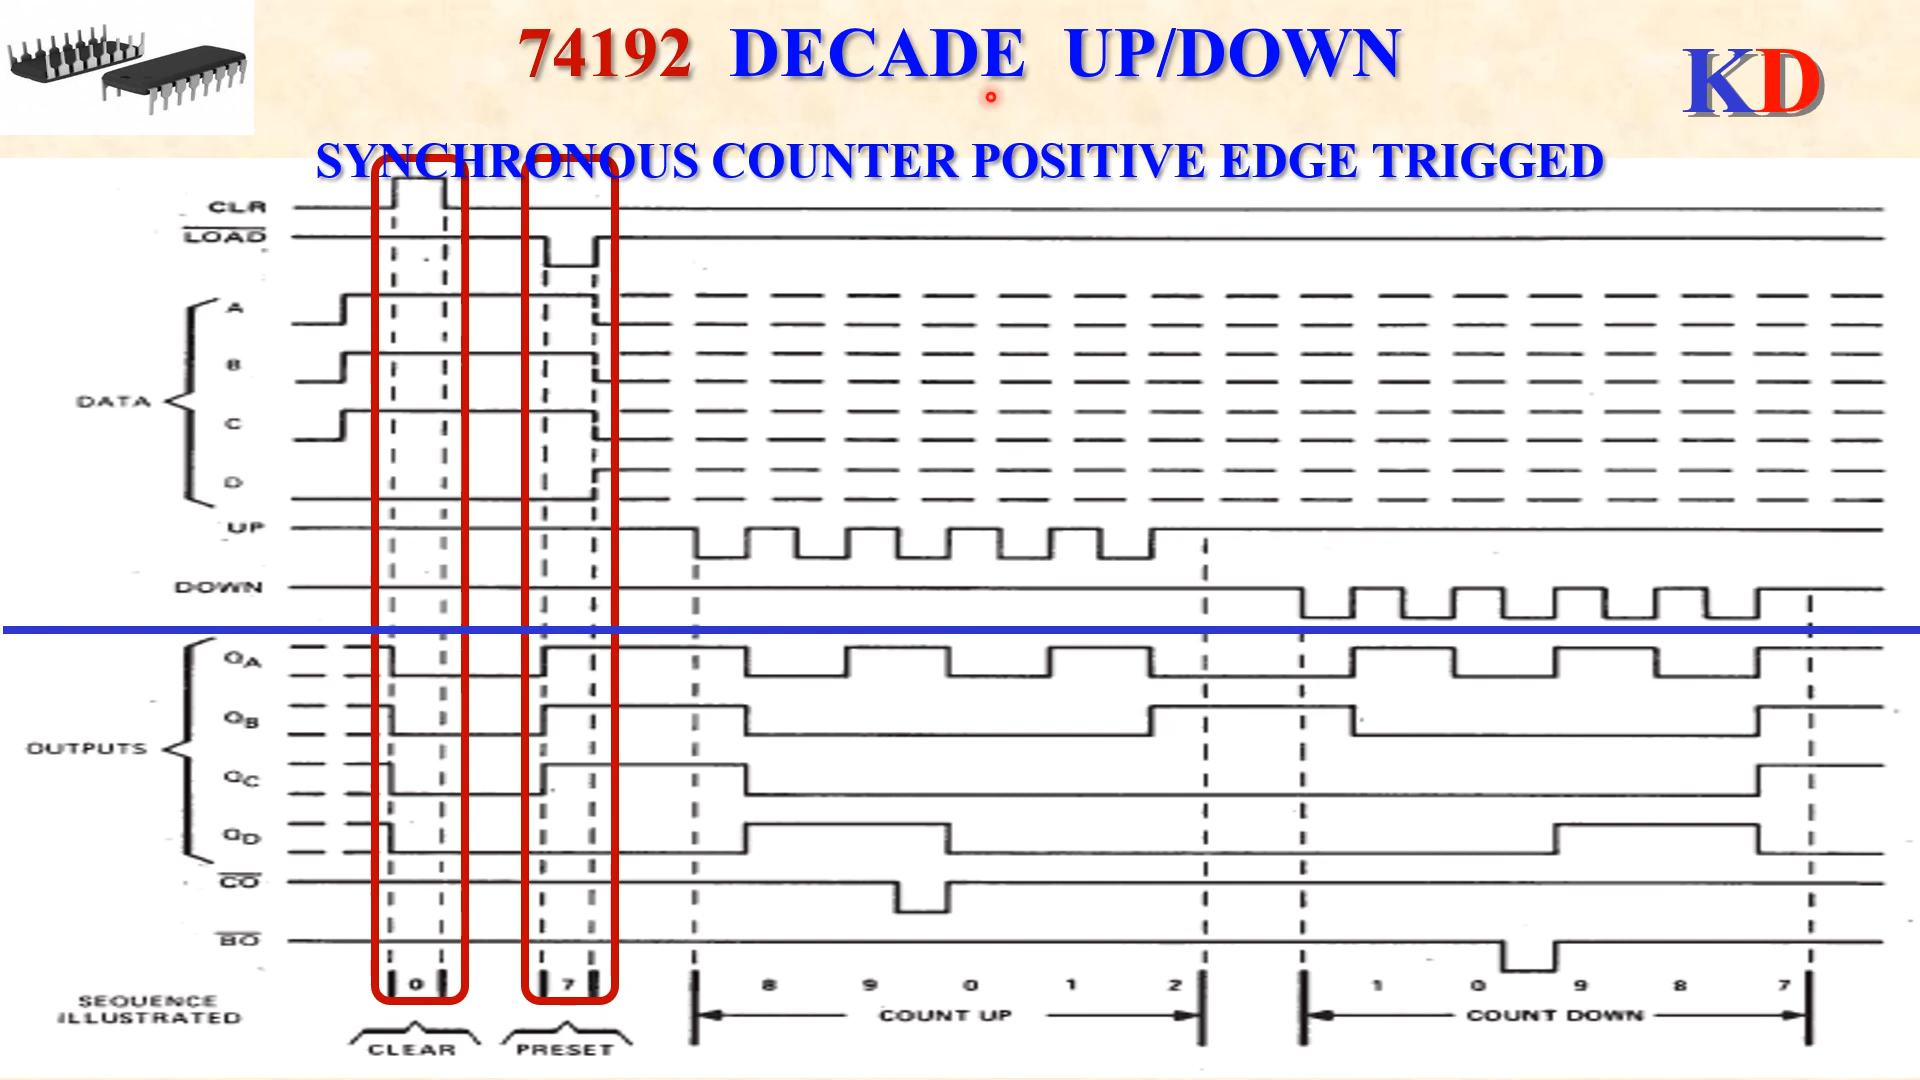 74192 DECADE UP/DOWN
KD
SYNCHRONOUS COUNTER POSITIVE EDGE TRIGGED
CLR
LOAD
A
B
DATA
C
D
UP
DOWN
QA
QB
OUTPUTS
QC
QD
CO
BO
0 7 8 9 0 1 2 1 0 9 8 7
SEQUENCE
ILLUSTRATED
COUNT UP COUNT DOWN
CLEAR PRESET